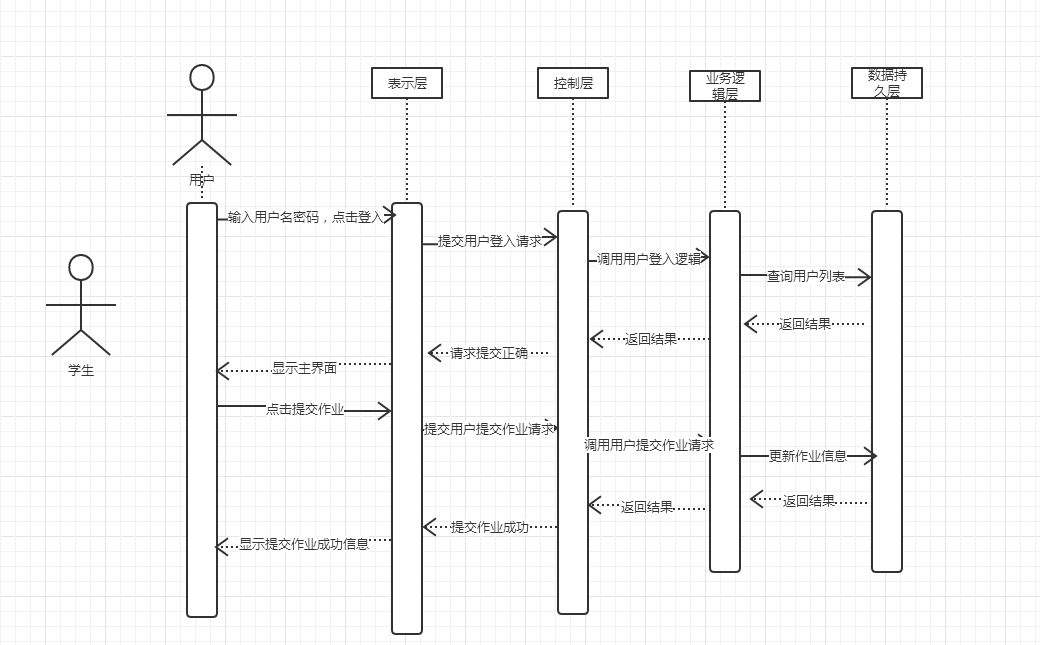 表示层
控制层
业务逻
辑层
数据持
久层
用户
输入用户名密码，点击登入
提交用户登入请求
调用用户登入逻辑
查询用户列表
返回结果
返回结果
请求提交正确
显示主界面
学生
点击提交作业
提交用户提交作业请求
调用用户提交作业请求
更新作业信息
返回结果
返回结果
提交作业成功
显示提交作业成功信息